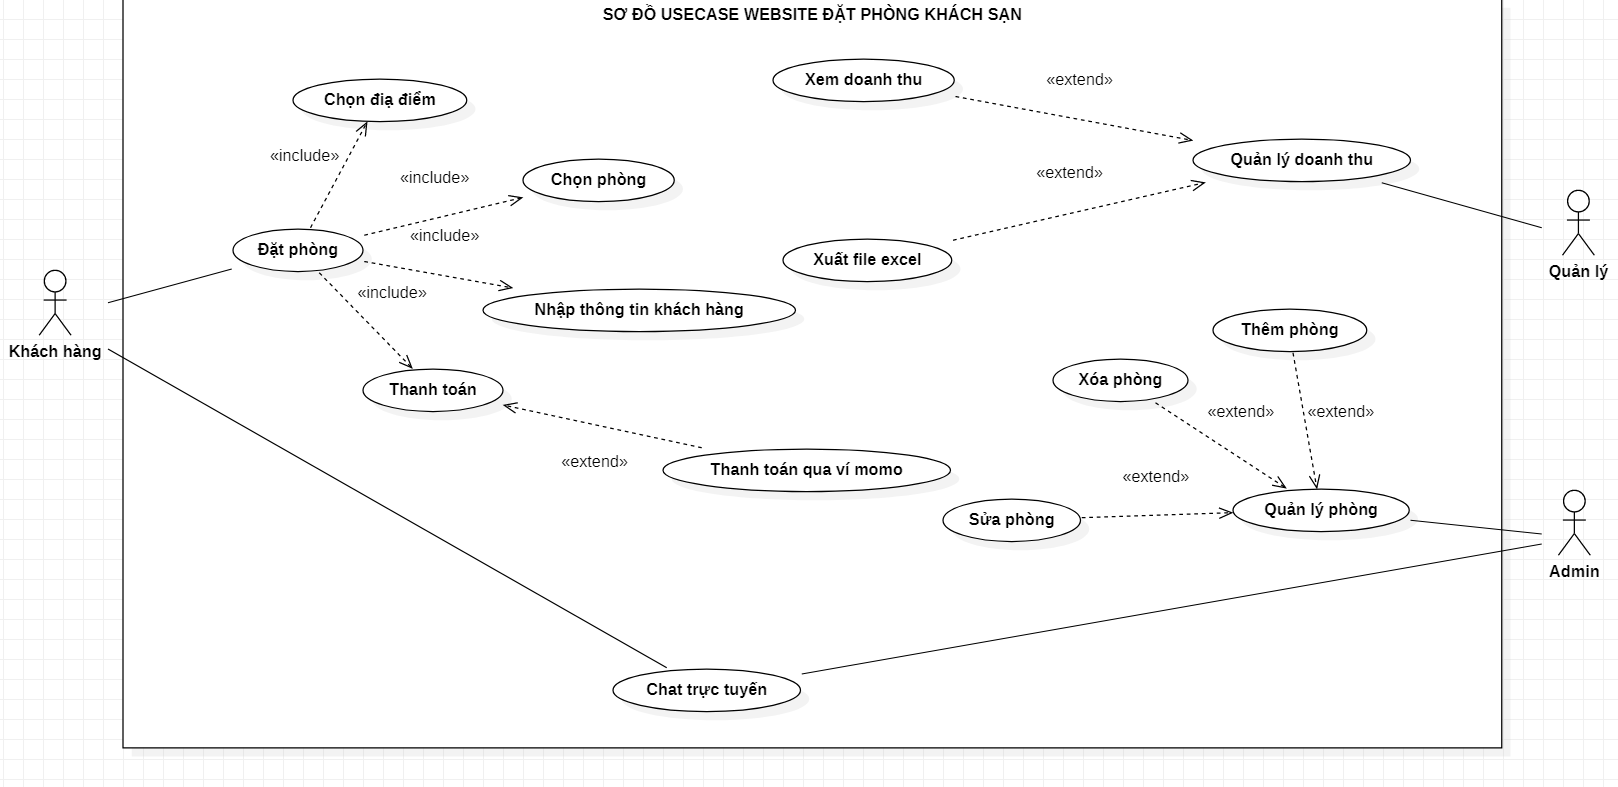 SƠ ĐỒ USECASE WEBSITE ĐẶT PHÒNG KHÁCH SẠN
Xem doanh thu
«extend»
Chọn địạ điểm
«include»
Chọn phòng
«include»
Quản lý doanh thu
«extend»
«include»
Đặt phòng
Xuất file excel
Quản lý
«include»
Nhập thông tin khách hàng
Khách hàng
Thêm phòng
Xóa phòng
Thanh toán
«extend»
«extend»
«extend»
Thanh toán qua ví momo
«extend»
Sửa phòng
Quản lý phòng
Admin
Chat trực tuyến